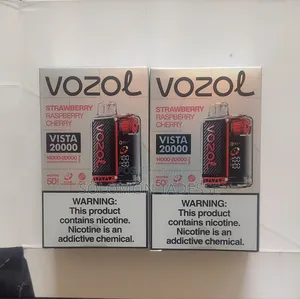 VOZOL
STRAWBERRY
RASPBERRY
CHERRY
VISTA
20000
WARNING:
This product
contains nicotine.
Nicotine is an
addictive chemical.
VOZOL
STRAWBERRY
RASPBERRY
CHERRY
VISTA
20000
WARNING:
This product
contains nicotine.
Nicotine is an
addictive chemical.